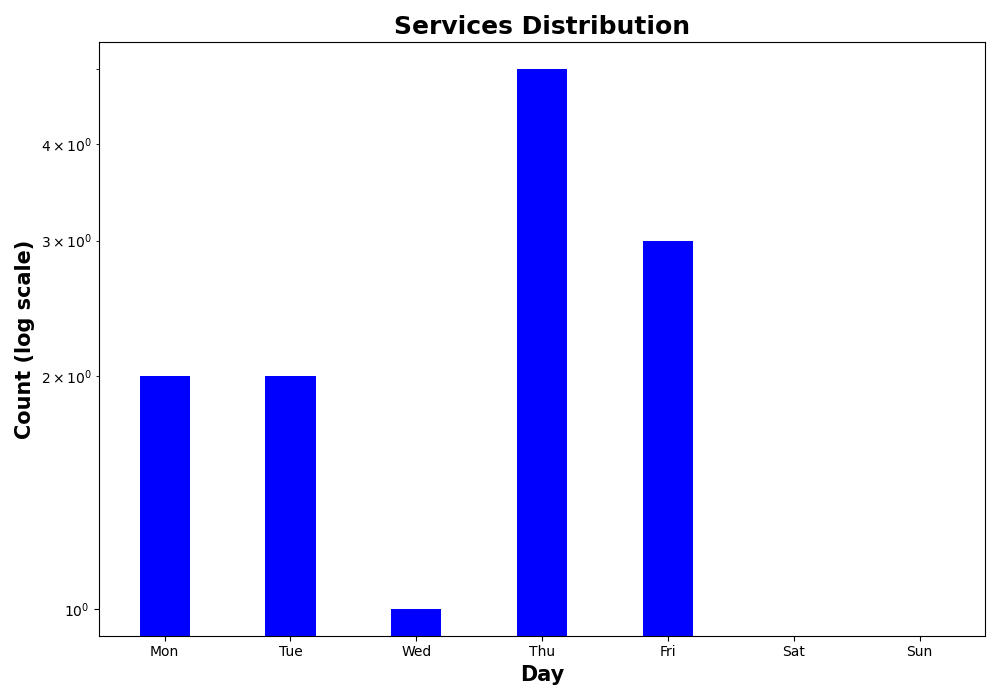 Services Distribution
Count (log scale)
4 × 10⁰
3 × 10⁰
2 × 10⁰
10⁰
Mon Tue Wed Thu Fri Sat Sun
Day